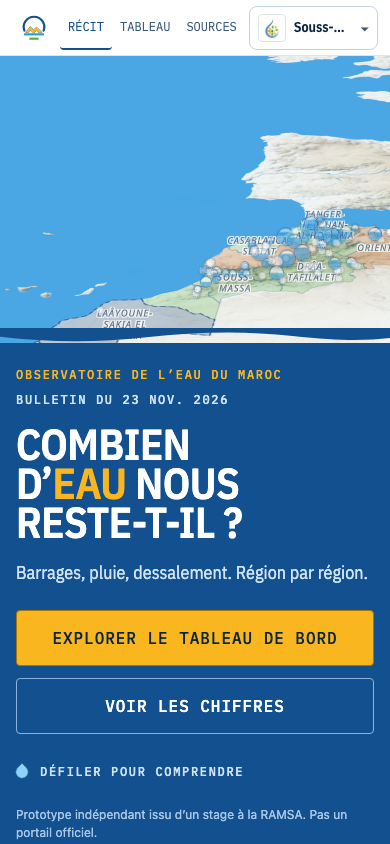 RÉCIT TABLEAU SOURCES Souss-...
TANGER-
CASABLANCA-
ORIENT
TAFILALET
SOUSS-
MASSA
LAÂYOUNE-
SAKIA EL
OBSERVATOIRE DE L’EAU DU MAROC
BULLETIN DU 23 NOV. 2026
COMBIEN
D’EAU NOUS
RESTE-T-IL ?
Barrages, pluie, dessalement. Région par région.
EXPLORER LE TABLEAU DE BORD
VOIR LES CHIFFRES
DÉFILER POUR COMPRENDRE
Prototype indépendant issu d’un stage à la RAMSA. Pas un
portail officiel.